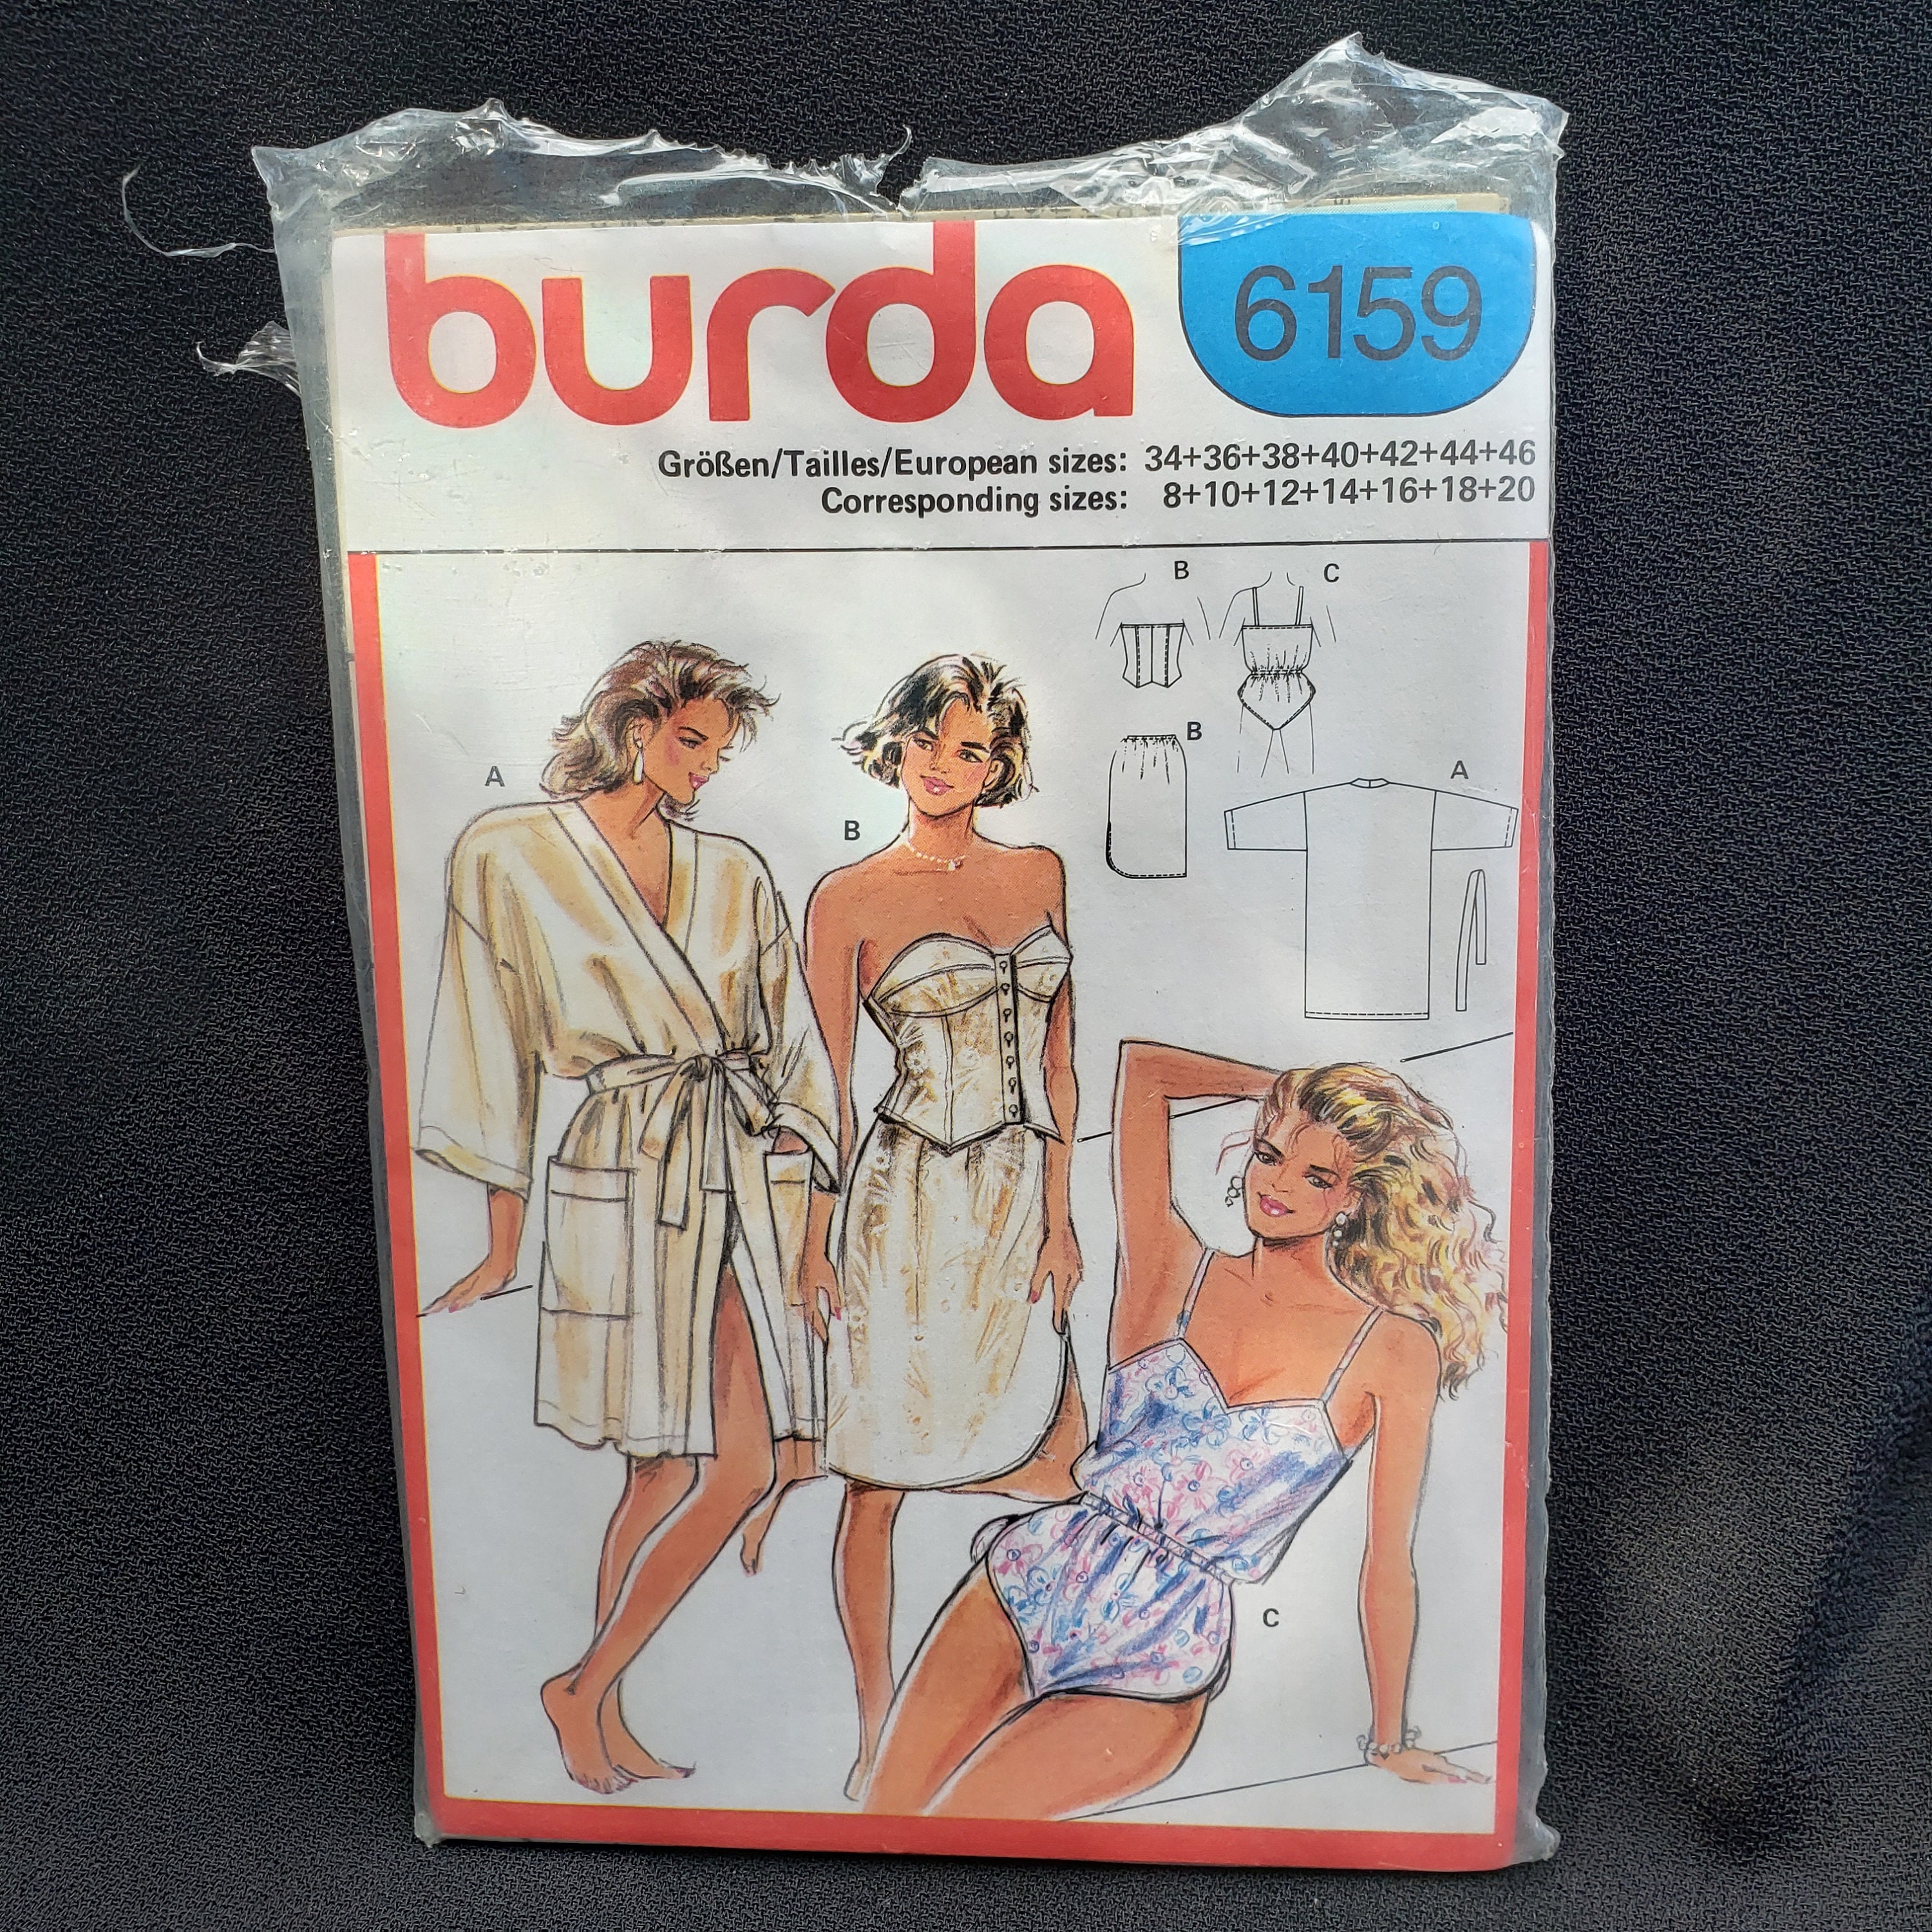 burda
6159
Größen/Tailles/European sizes: 34+36+38+40+42+44+46
Corresponding sizes: 8+10+12+14+16+18+20
B
C
B
A
A
B
C